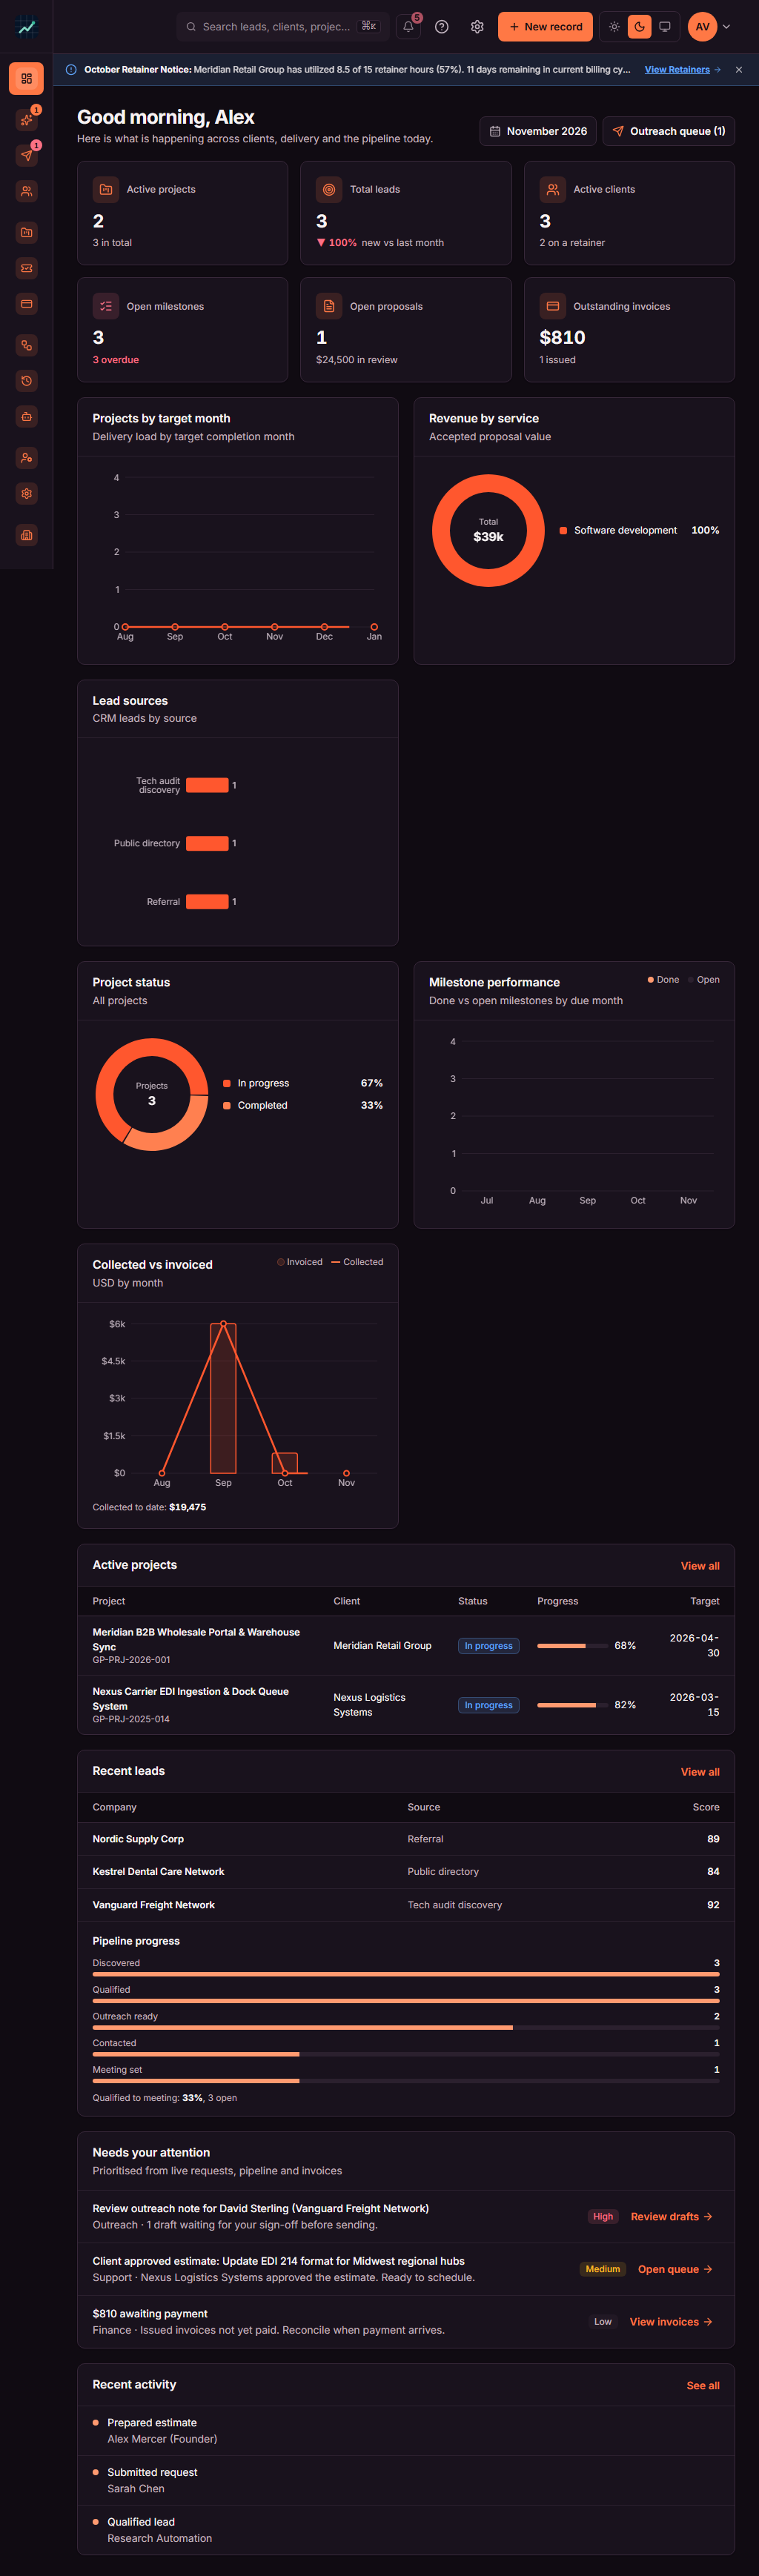 Search leads, clients, projec... ⌘K
5
New record
AV
October Retainer Notice: Meridian Retail Group has utilized 8.5 of 15 retainer hours (57%). 11 days remaining in current billing cy...
View Retainers →
1
1
Good morning, Alex
Here is what is happening across clients, delivery and the pipeline today.
November 2026
Outreach queue (1)
Active projects
2
3 in total
Total leads
3
▼ 100% new vs last month
Active clients
3
2 on a retainer
Open milestones
3
3 overdue
Open proposals
1
$24,500 in review
Outstanding invoices
$810
1 issued
Projects by target month
Delivery load by target completion month
4
3
2
1
0
Aug Sep Oct Nov Dec Jan
Revenue by service
Accepted proposal value
Total
$39k
Software development 100%
Lead sources
CRM leads by source
Tech audit
discovery
1
Public directory 1
Referral 1
Project status
All projects
Projects
3
In progress 67%
Completed 33%
Milestone performance
Done Open
Done vs open milestones by due month
4
3
2
1
0
Jul Aug Sep Oct Nov
Collected vs invoiced
Invoiced Collected
USD by month
$6k
$4.5k
$3k
$1.5k
$0
Aug Sep Oct Nov
Collected to date: $19,475
Active projects View all
Project Client Status Progress Target
Meridian B2B Wholesale Portal & Warehouse
Sync
GP-PRJ-2026-001
Meridian Retail Group
In progress
68%
2026-04-
30
Nexus Carrier EDI Ingestion & Dock Queue
System
GP-PRJ-2025-014
Nexus Logistics
Systems
In progress
82%
2026-03-
15
Recent leads View all
Company Source Score
Nordic Supply Corp Referral 89
Kestrel Dental Care Network Public directory 84
Vanguard Freight Network Tech audit discovery 92
Pipeline progress
Discovered 3
Qualified 3
Outreach ready 2
Contacted 1
Meeting set 1
Qualified to meeting: 33%, 3 open
Needs your attention
Prioritised from live requests, pipeline and invoices
Review outreach note for David Sterling (Vanguard Freight Network)
Outreach · 1 draft waiting for your sign-off before sending.
High Review drafts →
Client approved estimate: Update EDI 214 format for Midwest regional hubs
Support · Nexus Logistics Systems approved the estimate. Ready to schedule.
Medium Open queue →
$810 awaiting payment
Finance · Issued invoices not yet paid. Reconcile when payment arrives.
Low View invoices →
Recent activity See all
Prepared estimate
Alex Mercer (Founder)
Submitted request
Sarah Chen
Qualified lead
Research Automation